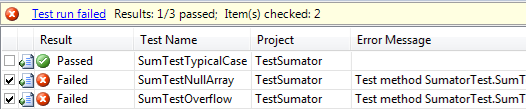 Test run failed Results: 1/3 passed; Item(s) checked: 2
Result Test Name Project Error Message
Passed SumTestTypicalCase TestSumator
Failed SumTestNullArray TestSumator Test method SumatorTest.SumT
Failed SumTestOverflow TestSumator Test method SumatorTest.SumT